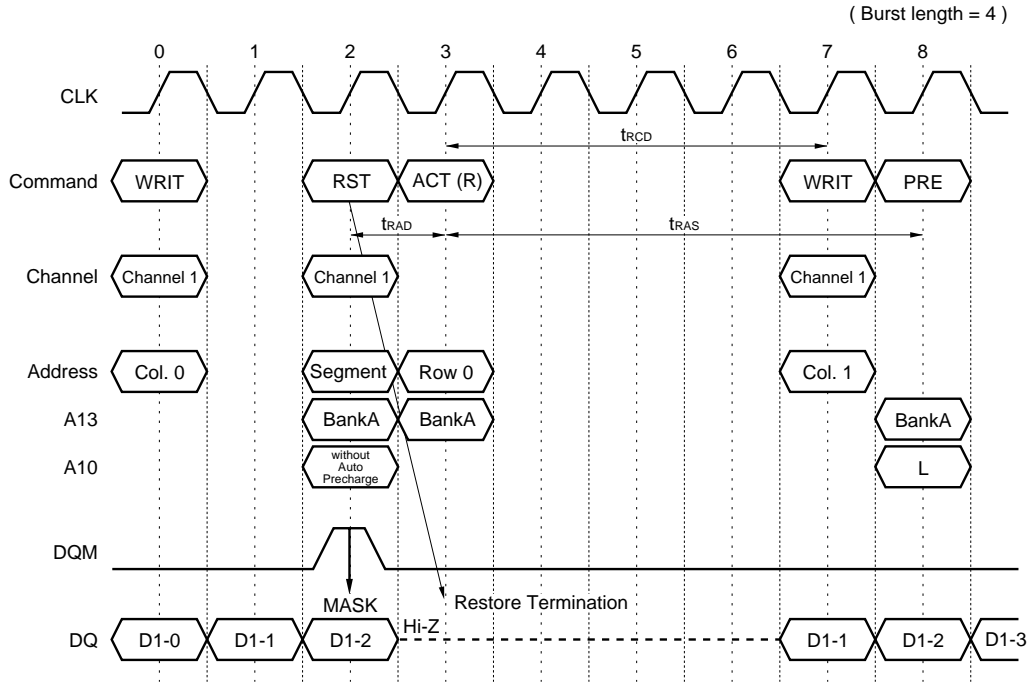 ( Burst length = 4 )
0 1 2 3 4 5 6 7 8
CLK
tRCD
Command WRIT RST ACT (R) WRIT PRE
tRAD tRAS
Channel Channel 1 Channel 1 Channel 1
Address Col. 0 Segment Row 0 Col. 1
A13 BankA BankA BankA
A10 without Auto Precharge L
DQM
MASK Restore Termination
Hi-Z
DQ D1-0 D1-1 D1-2 D1-1 D1-2 D1-3